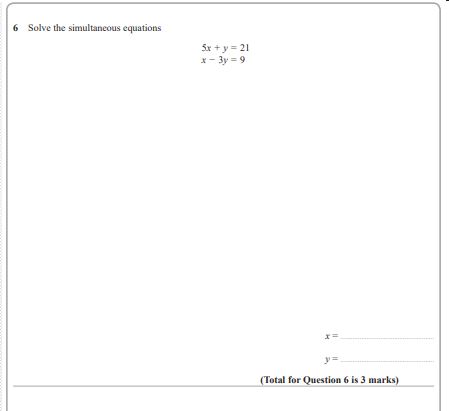 6 Solve the simultaneous equations
5x + y = 21
x − 3y = 9
x =
y =
(Total for Question 6 is 3 marks)